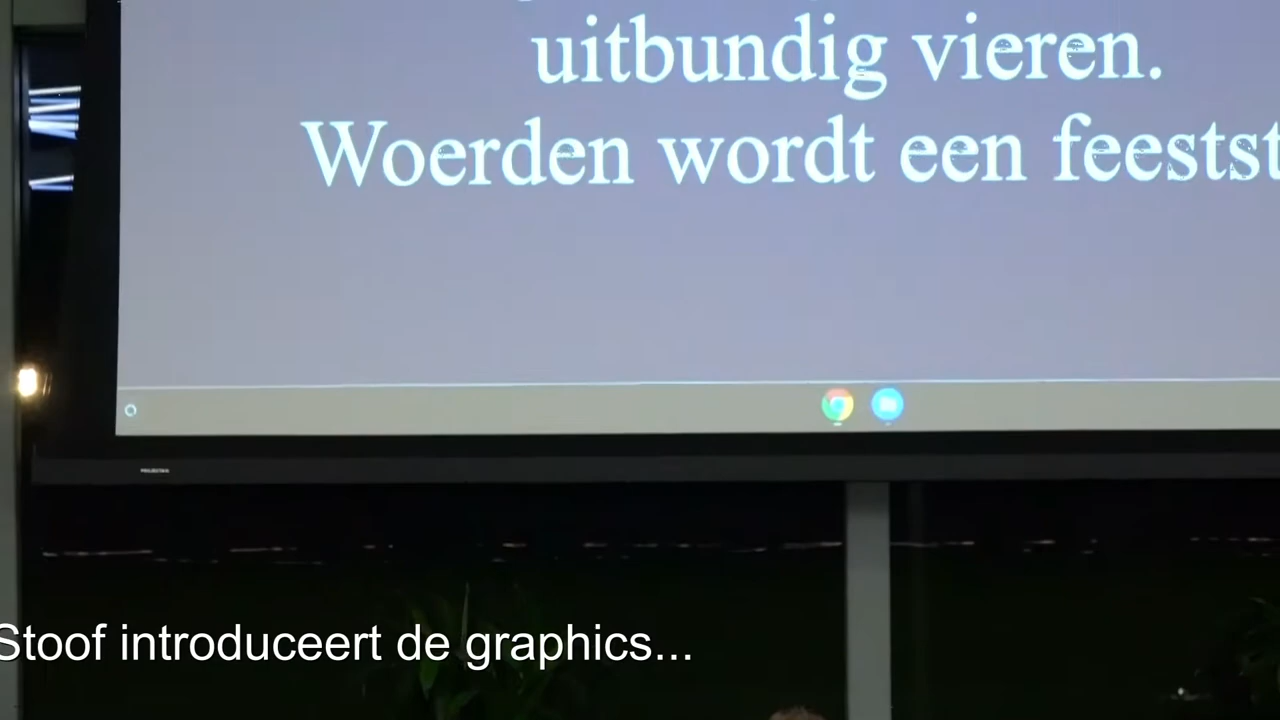 uitbundig vieren.
Woerden wordt een feestst
Stoof introduceert de graphics...